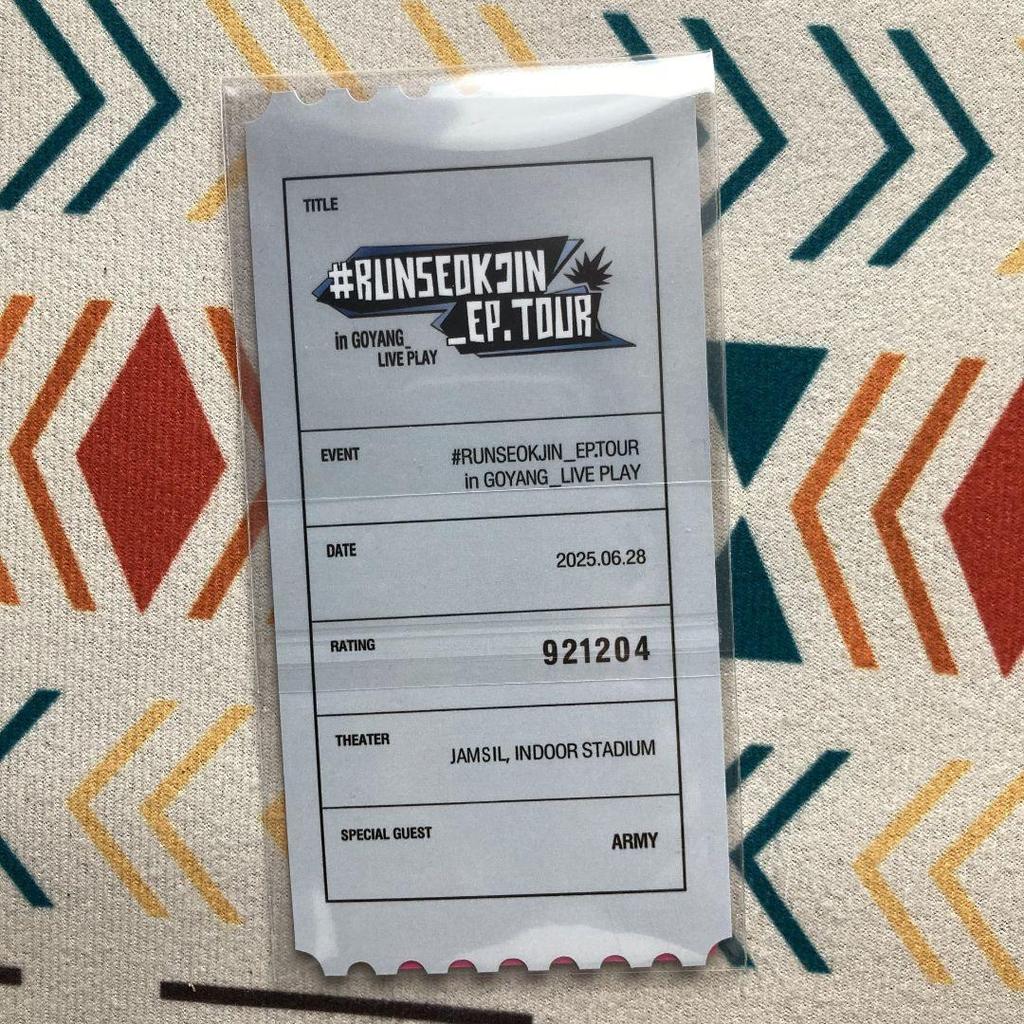 TITLE
#RUNSEOKJIN
_EP.TOUR
in GOYANG_
LIVE PLAY
EVENT
#RUNSEOKJIN_EP.TOUR
in GOYANG_LIVE PLAY
DATE
2025.06.28
RATING
921204
THEATER
JAMSIL, INDOOR STADIUM
SPECIAL GUEST
ARMY